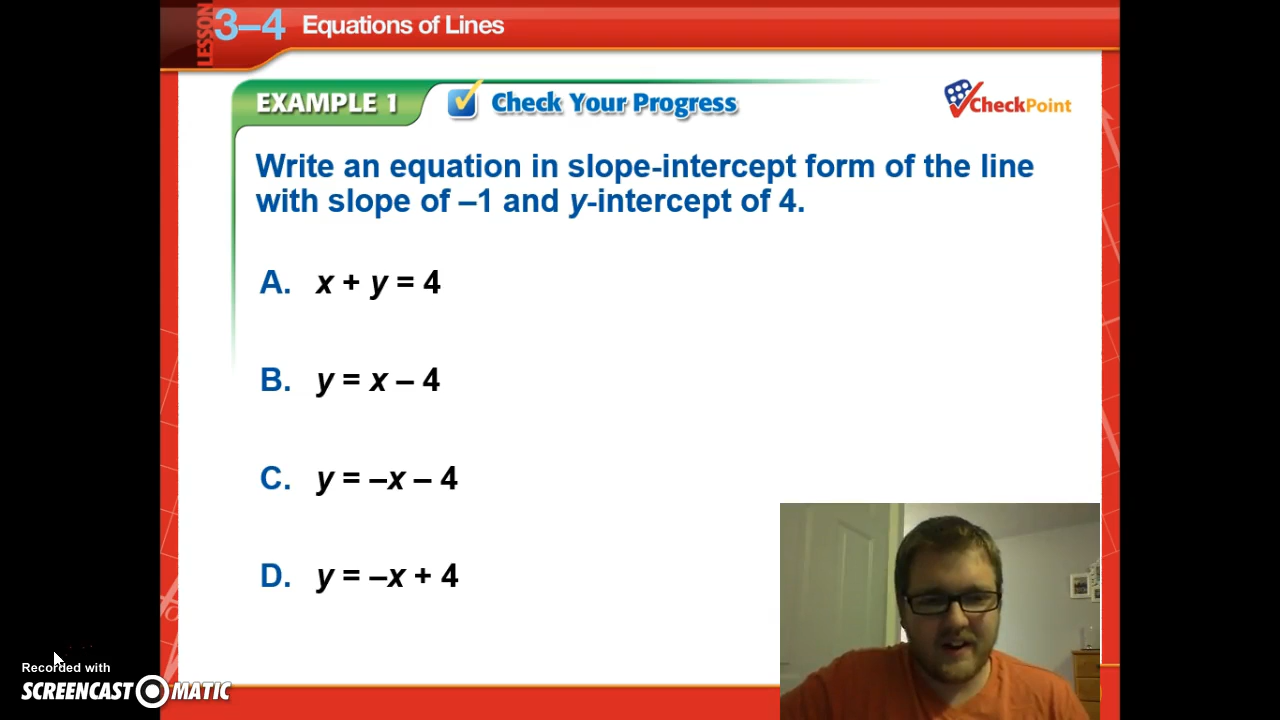 LESSON 3–4 Equations of Lines
EXAMPLE 1 Check Your Progress CheckPoint
Write an equation in slope-intercept form of the line
with slope of –1 and y-intercept of 4.
A. x + y = 4
B. y = x – 4
C. y = –x – 4
D. y = –x + 4
Recorded with
SCREENCAST MATIC